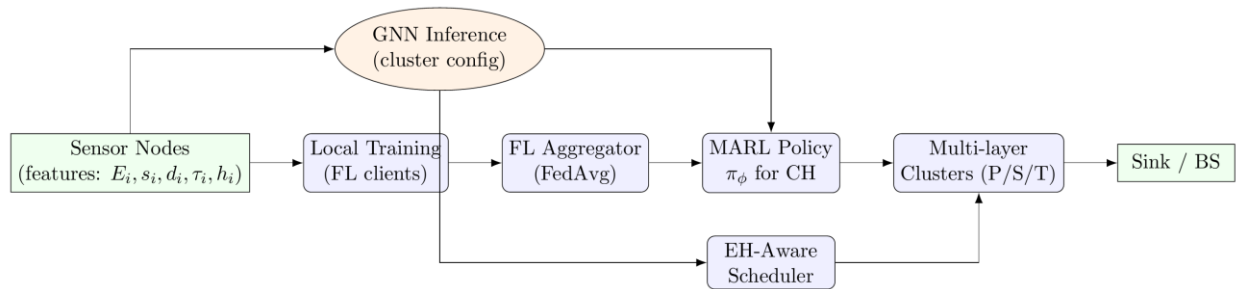 GNN Inference
(cluster config)
Sensor Nodes
(features: E_i, s_i, d_i, τ_i, h_i)
Local Training
(FL clients)
FL Aggregator
(FedAvg)
MARL Policy
π_ϕ for CH
Multi-layer
Clusters (P/S/T)
Sink / BS
EH-Aware
Scheduler